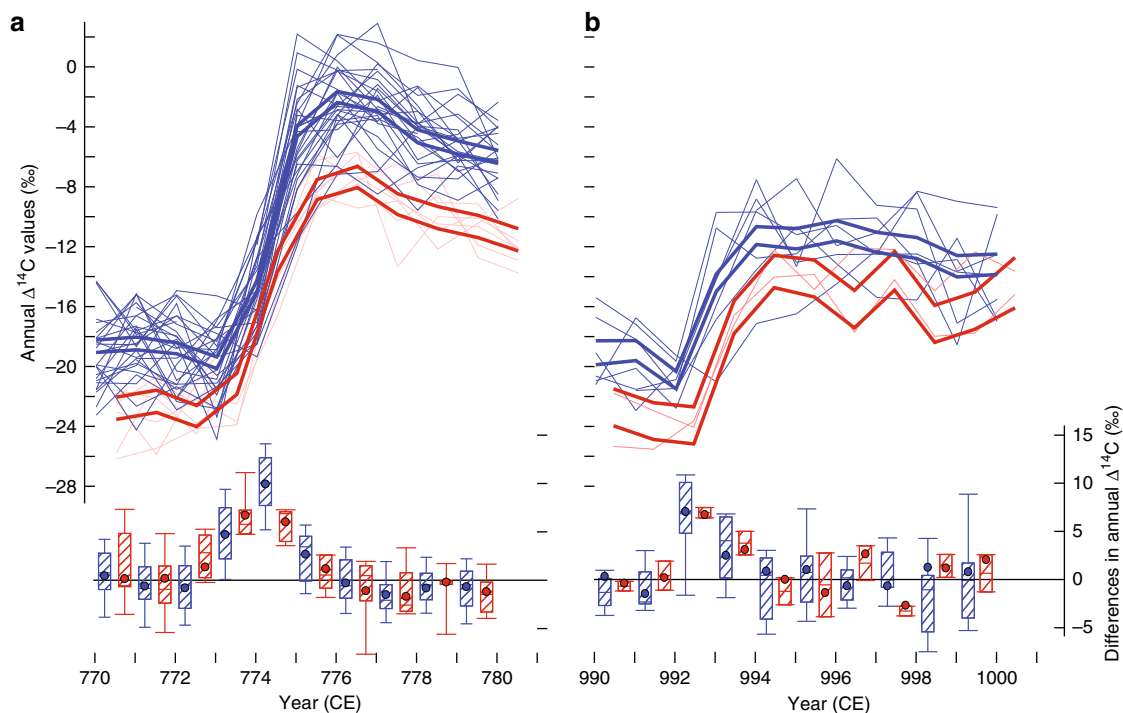 a
b
0
−4
−8
−12
−16
−20
−24
−28
Annual Δ14C values (‰)
15
10
5
0
−5
Differences in annual Δ14C (‰)
770 772 774 776 778 780
990 992 994 996 998 1000
Year (CE)
Year (CE)